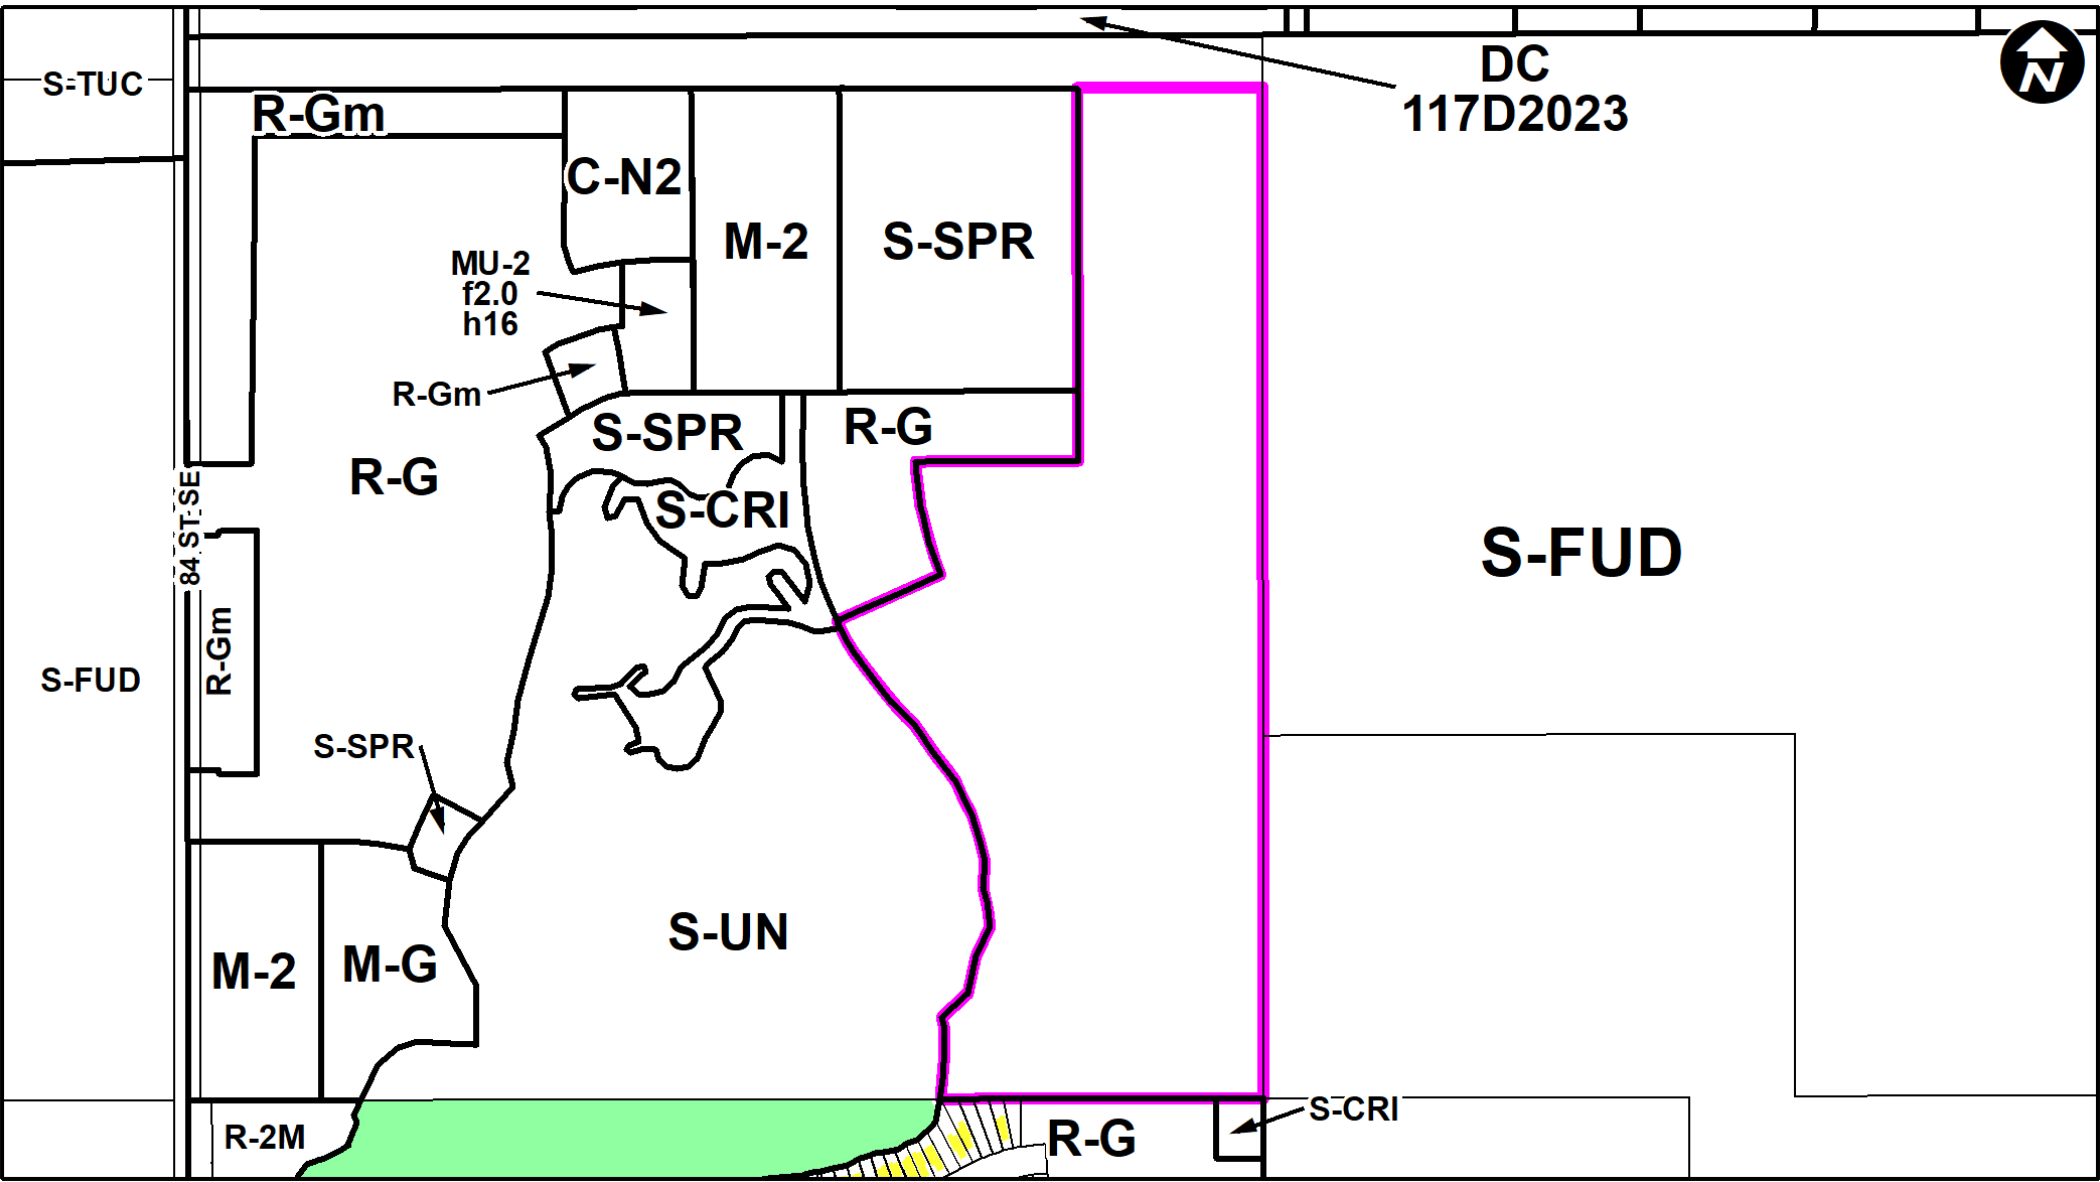 S-TUC
R-Gm
DC
117D2023
N
C-N2
M-2
S-SPR
MU-2
f2.0
h16
R-Gm
S-SPR
R-G
R-G
S-CRI
84 ST SE
S-FUD
R-Gm
S-FUD
S-SPR
S-UN
M-2
M-G
S-CRI
R-2M
R-G